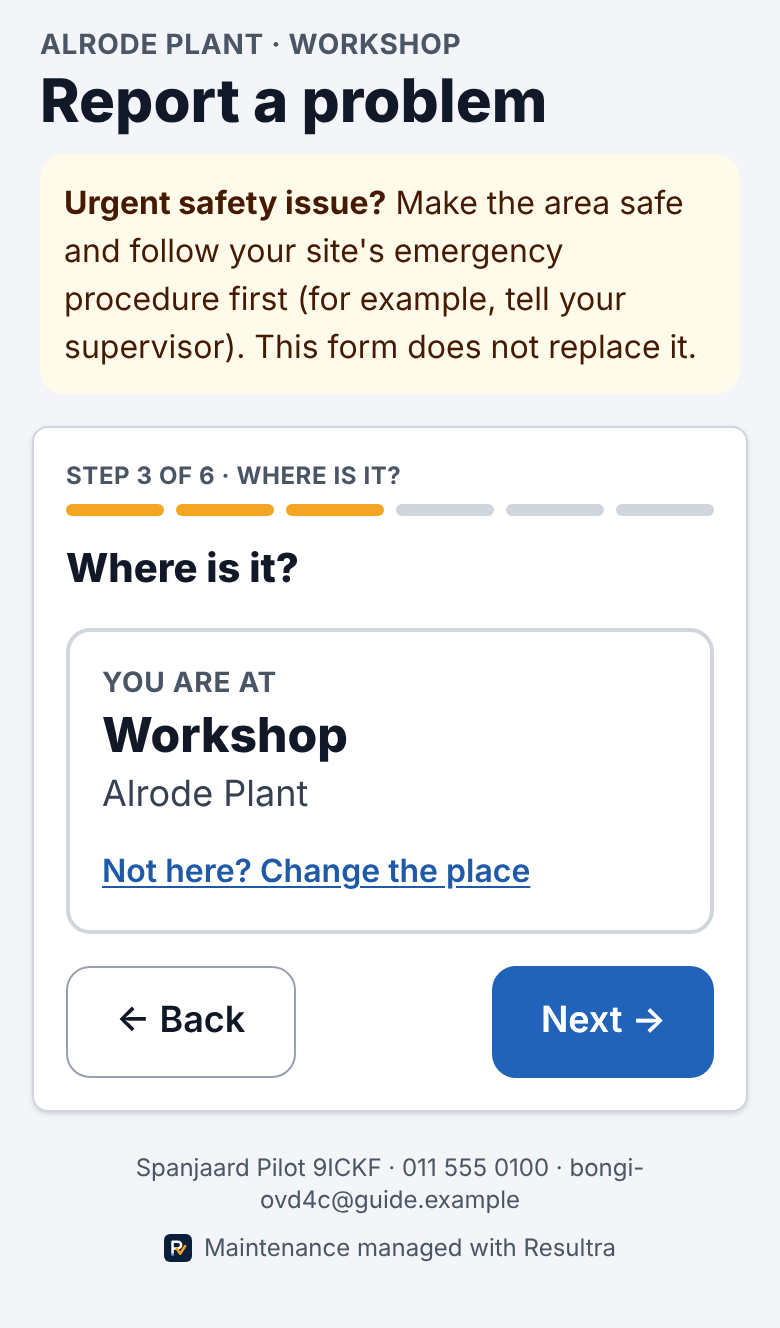 ALRODE PLANT · WORKSHOP
Report a problem
Urgent safety issue? Make the area safe
and follow your site's emergency
procedure first (for example, tell your
supervisor). This form does not replace it.
STEP 3 OF 6 · WHERE IS IT?
Where is it?
YOU ARE AT
Workshop
Alrode Plant
Not here? Change the place
← Back
Next →
Spanjaard Pilot 9ICKF · 011 555 0100 · bongi-
ovd4c@guide.example
Maintenance managed with Resultra